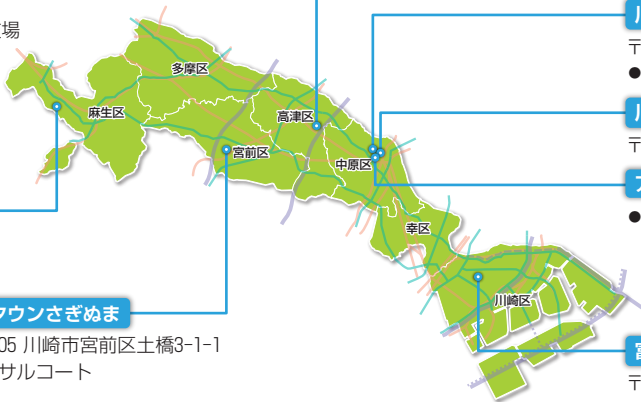 場
多摩区
麻生区
高津区
宮前区
中原区
幸区
川崎区
〒
●
〒
●
タウンさぎぬま
05 川崎市宮前区土橋3-1-1
サルコート
〒